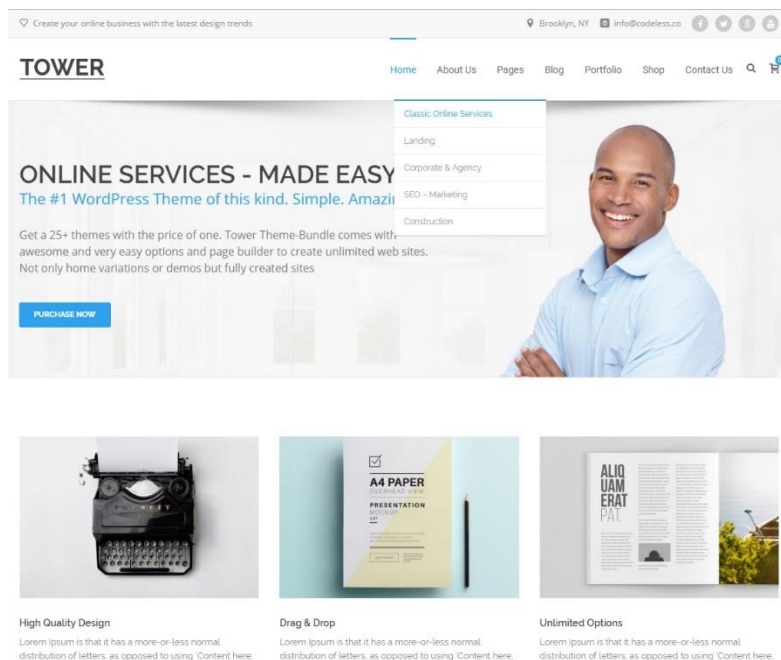 Create your online business with the latest design trends
Brooklyn, NY info@codeless.co
TOWER
Home About Us Pages Blog Portfolio Shop Contact Us
Classic Online Services
Landing
Corporate & Agency
SEO – Marketing
Construction
ONLINE SERVICES - MADE EASY
The #1 WordPress Theme of this kind. Simple. Amazi
Get a 25+ themes with the price of one. Tower Theme-Bundle comes with
awesome and very easy options and page builder to create unlimited web sites.
Not only home variations or demos but fully created sites
PURCHASE NOW
A4 PAPER
OVERHEAD VIEW
PRESENTATION
MOCKUP
ALIQ
UAM
ERAT
PAT.
High Quality Design
Lorem Ipsum is that it has a more-or-less normal
distribution of letters, as opposed to using 'Content here,
Drag & Drop
Lorem Ipsum is that it has a more-or-less normal
distribution of letters, as opposed to using 'Content here,
Unlimited Options
Lorem Ipsum is that it has a more-or-less normal
distribution of letters, as opposed to using 'Content here,